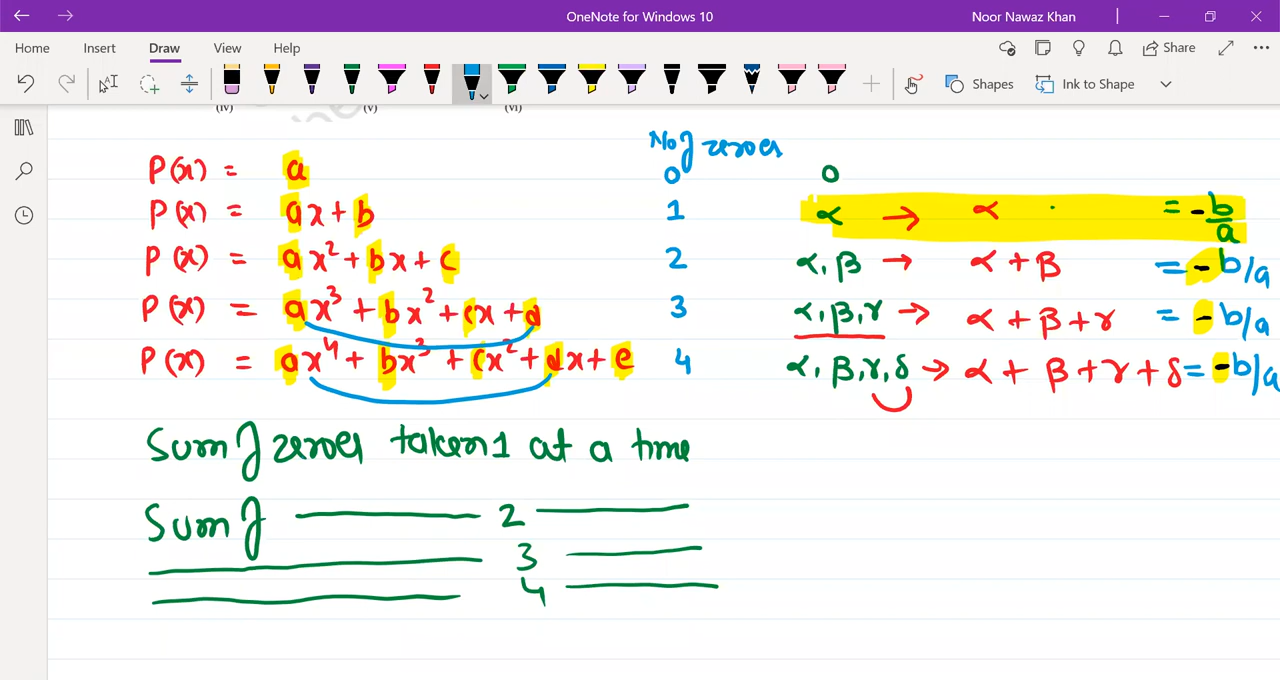 OneNote for Windows 10
Noor Nawaz Khan
Home Insert Draw View Help
Share
Shapes Ink to Shape
(iv) (v) (vi)
No of zeroes
P(x) = a 0 0
P(x) = ax + b 1 α → α = -b/a
P(x) = ax² + bx + c 2 α, β → α + β = -b/a
P(x) = ax³ + bx² + cx + d 3 α, β, γ → α + β + γ = -b/a
P(x) = ax⁴ + bx³ + cx² + dx + e 4 α, β, γ, δ → α + β + γ + δ = -b/a
Sum of zeroes taken 1 at a time
Sum of 2
3
4